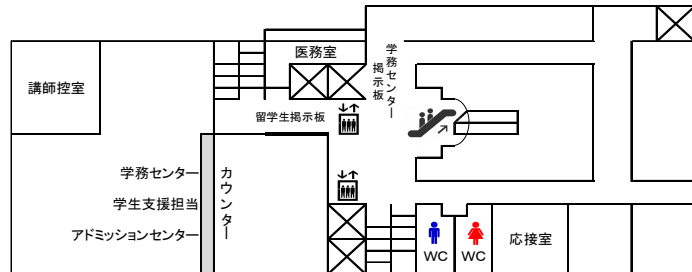 医務室
学務センター
掲示板
講師控室
留学生掲示板
学務センター
カウンター
学生支援担当
アドミッションセンター
WC
WC
応接室